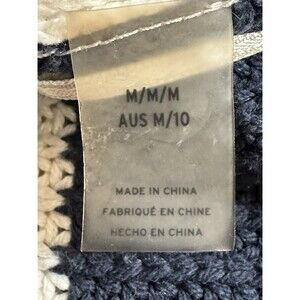 M/M/M
AUS M/10
MADE IN CHINA
FABRIQUÉ EN CHINE
HECHO EN CHINA